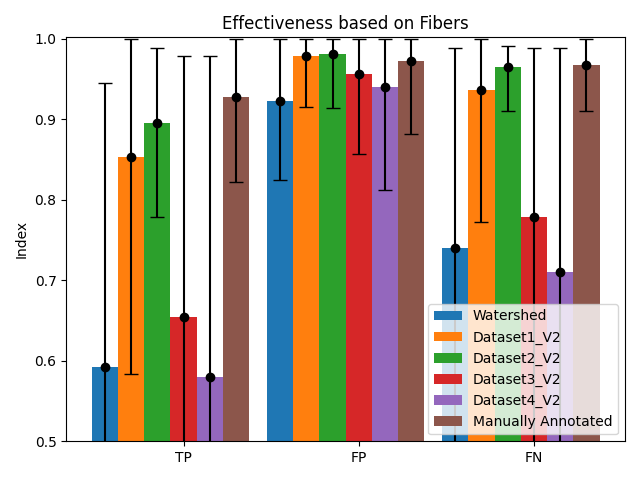 Effectiveness based on Fibers
1.0
0.9
0.8
0.7
0.6
0.5
Index
TP
FP
FN
Watershed
Dataset1_V2
Dataset2_V2
Dataset3_V2
Dataset4_V2
Manually Annotated